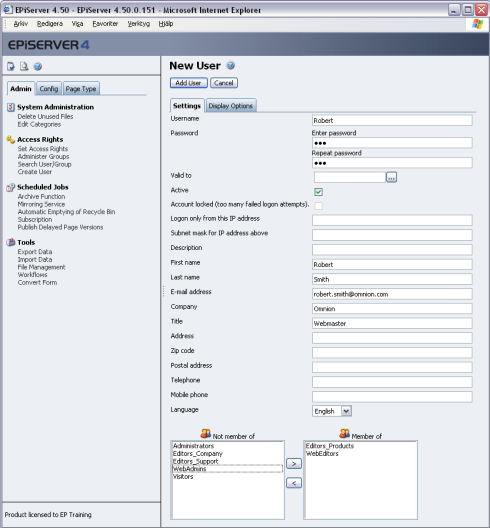 EPiServer 4.50 - EPiServer 4.50.0.151 - Microsoft Internet Explorer
Arkiv Redigera Visa Favoriter Verktyg Hjälp
EPiSERVER 4
Admin Config Page Type
System Administration
Delete Unused Files
Edit Categories
Access Rights
Set Access Rights
Administer Groups
Search User/Group
Create User
Scheduled Jobs
Archive Function
Mirroring Service
Automatic Emptying of Recycle Bin
Subscription
Publish Delayed Page Versions
Tools
Export Data
Import Data
File Management
Workflows
Convert Form
Product licensed to EP Training
New User
Add User Cancel
Settings Display Options
Username Robert
Password Enter password
•••
Repeat password
•••
Valid to ...
Active
Account locked (too many failed logon attempts).
Logon only from this IP address
Subnet mask for IP address above
Description
First name Robert
Last name Smith
E-mail address robert.smith@omnion.com
Company Omnion
Title Webmaster
Address
Zip code
Postal address
Telephone
Mobile phone
Language English
Not member of
Administrators
Editors_Company
Editors_Support
WebAdmins
Visitors
>
<
Member of
Editors_Products
WebEditors